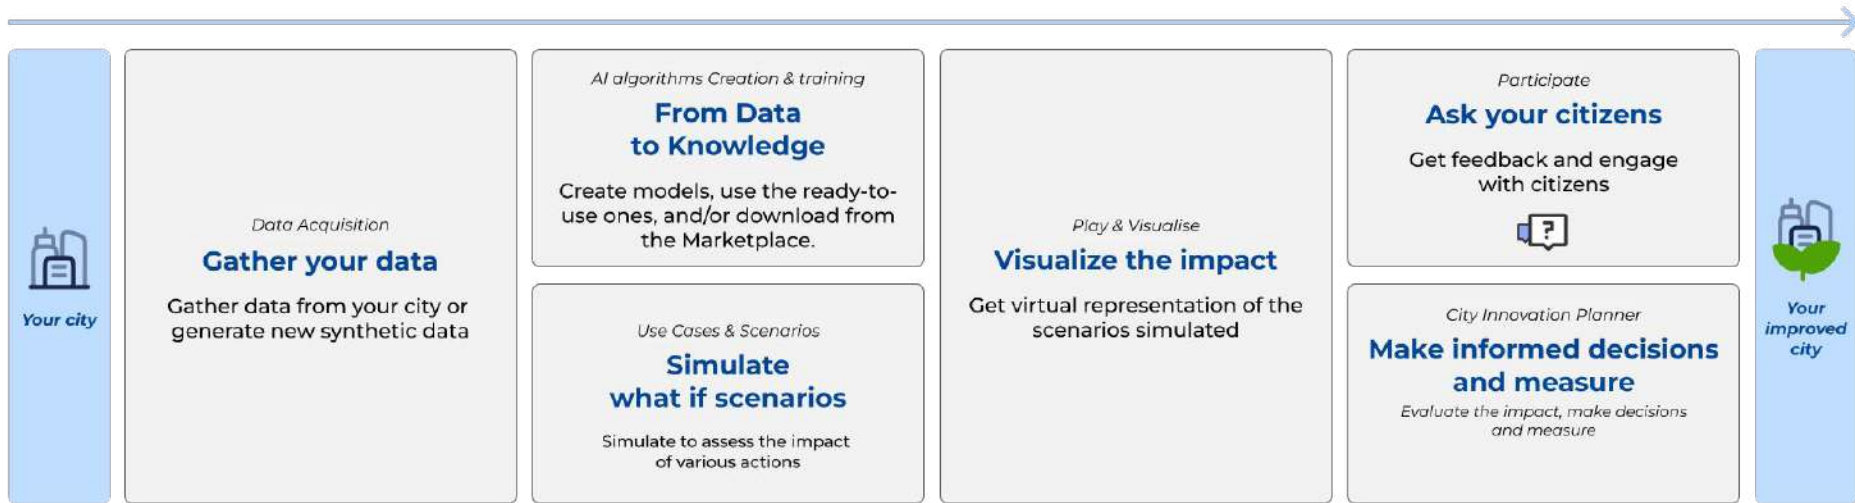 Your city
Data Acquisition
Gather your data
Gather data from your city or
generate new synthetic data
AI algorithms Creation & training
From Data
to Knowledge
Create models, use the ready-to-
use ones, and/or download from
the Marketplace.
Use Cases & Scenarios
Simulate
what if scenarios
Simulate to assess the impact
of various actions
Play & Visualise
Visualize the impact
Get virtual representation of the
scenarios simulated
Participate
Ask your citizens
Get feedback and engage
with citizens
?
City Innovation Planner
Make informed decisions
and measure
Evaluate the impact, make decisions
and measure
Your
improved
city